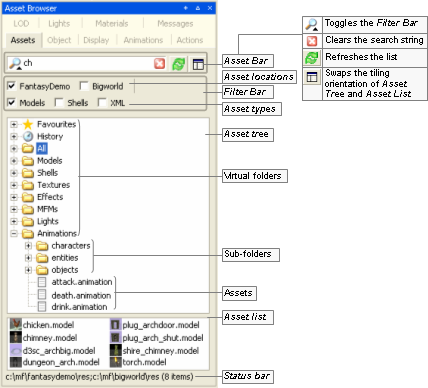 Asset Browser
LOD Lights Materials Messages
Assets Object Display Animations Actions
ch
FantasyDemo Bigworld
Models Shells XML
Favourites
History
All
Models
Shells
Textures
Effects
MFMs
Lights
Animations
characters
entities
objects
attack.animation
death.animation
drink.animation
chicken.model plug_archdoor.model
chimney.model plug_arch_shut.model
d3sc_archbig.model shire_chimney.model
dungeon_arch.model torch.model
c:\mf\fantasydemo\res;c:\mf\bigworld\res (8 items)
Asset Bar
Asset locations
Filter Bar
Asset types
Asset tree
Virtual folders
Sub-folders
Assets
Asset list
Status bar
Toggles the Filter Bar
Clears the search string
Refreshes the list
Swaps the tiling
orientation of Asset
Tree and Asset List